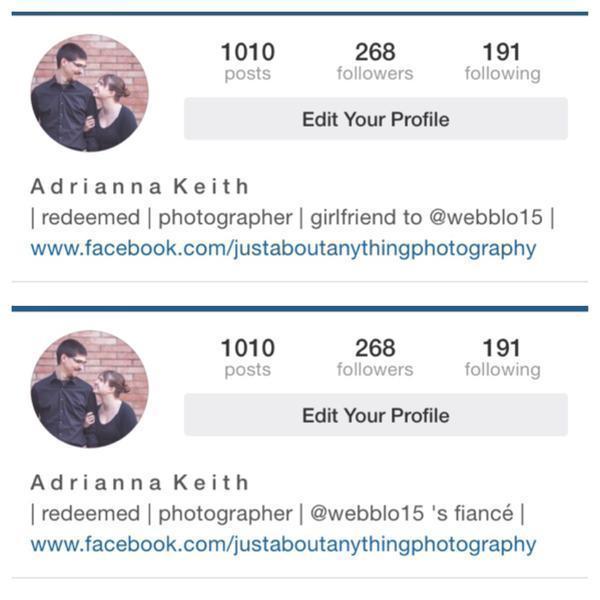 1010 268 191
posts followers following
Edit Your Profile
Adrianna Keith
| redeemed | photographer | girlfriend to @webblo15 |
www.facebook.com/justaboutanythingphotography
1010 268 191
posts followers following
Edit Your Profile
Adrianna Keith
| redeemed | photographer | @webblo15 's fiancé |
www.facebook.com/justaboutanythingphotography